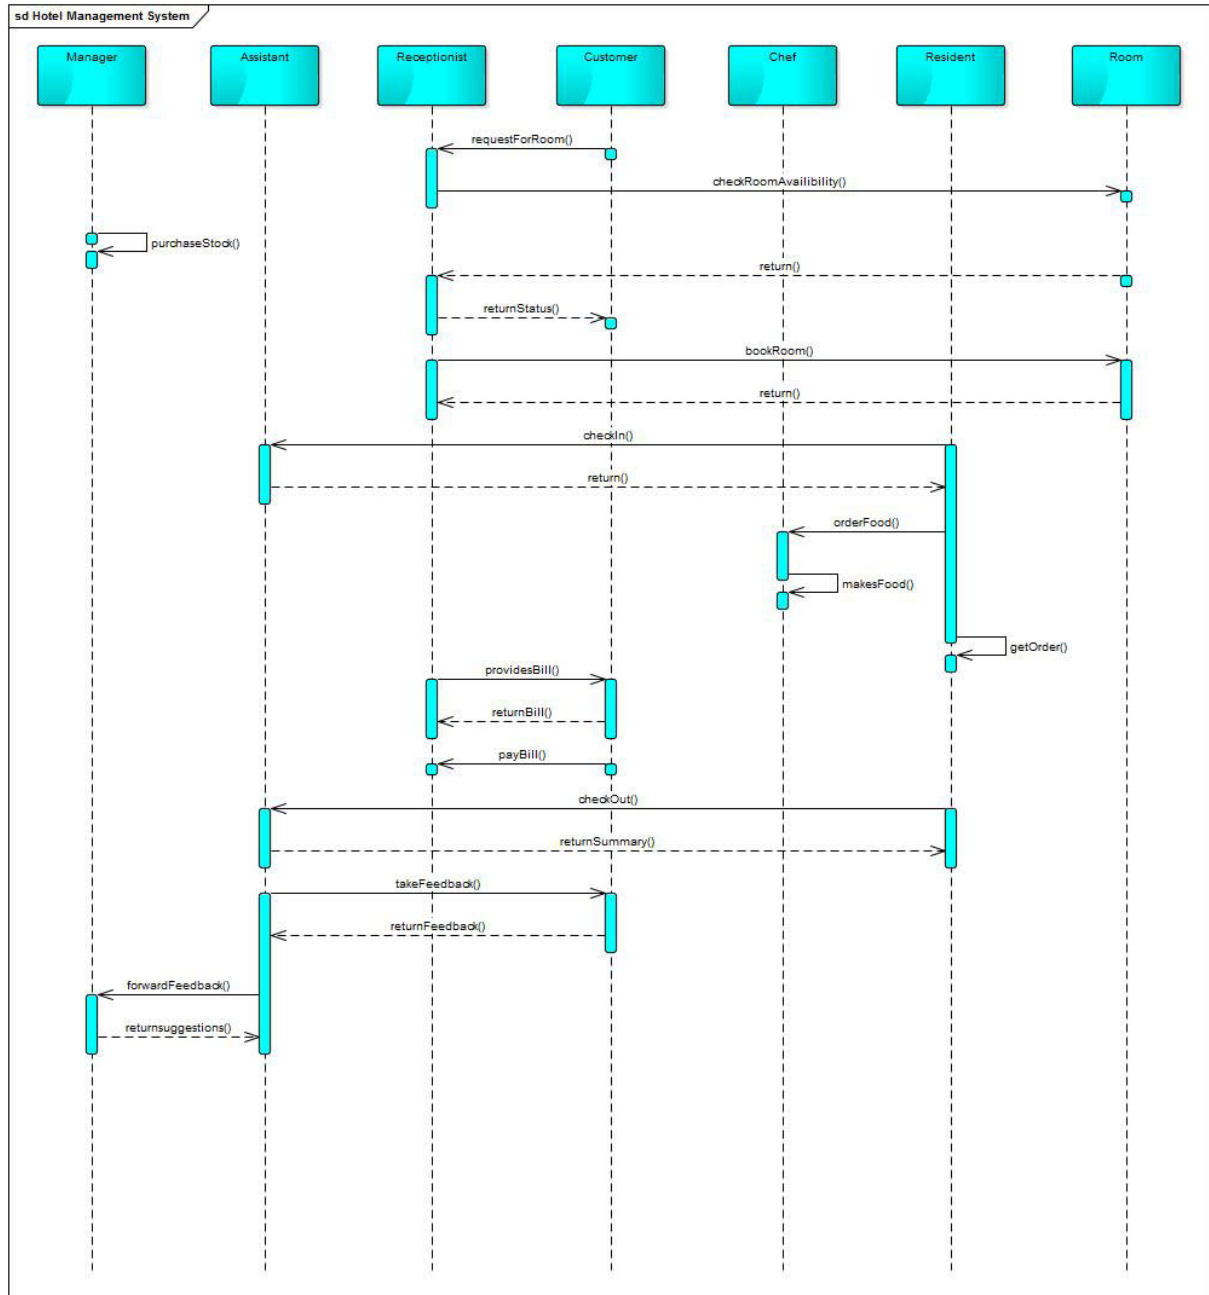 sd Hotel Management System
Manager
Assistant
Receptionist
Customer
Chef
Resident
Room
requestForRoom()
checkRoomAvailibility()
purchaseStock()
return()
returnStatus()
bookRoom()
return()
checkIn()
return()
orderFood()
makesFood()
getOrder()
providesBill()
returnBill()
payBill()
checkOut()
returnSummary()
takeFeedback()
returnFeedback()
forwardFeedback()
returnsuggestions()